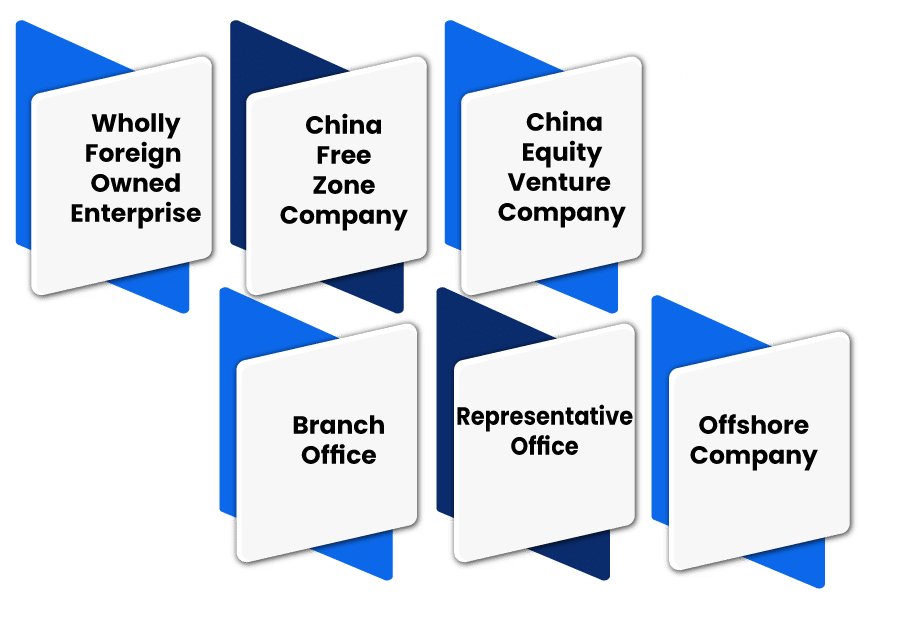 Wholly
Foreign
Owned
Enterprise
China
Free
Zone
Company
China
Equity
Venture
Company
Branch
Office
Representative
Office
Offshore
Company